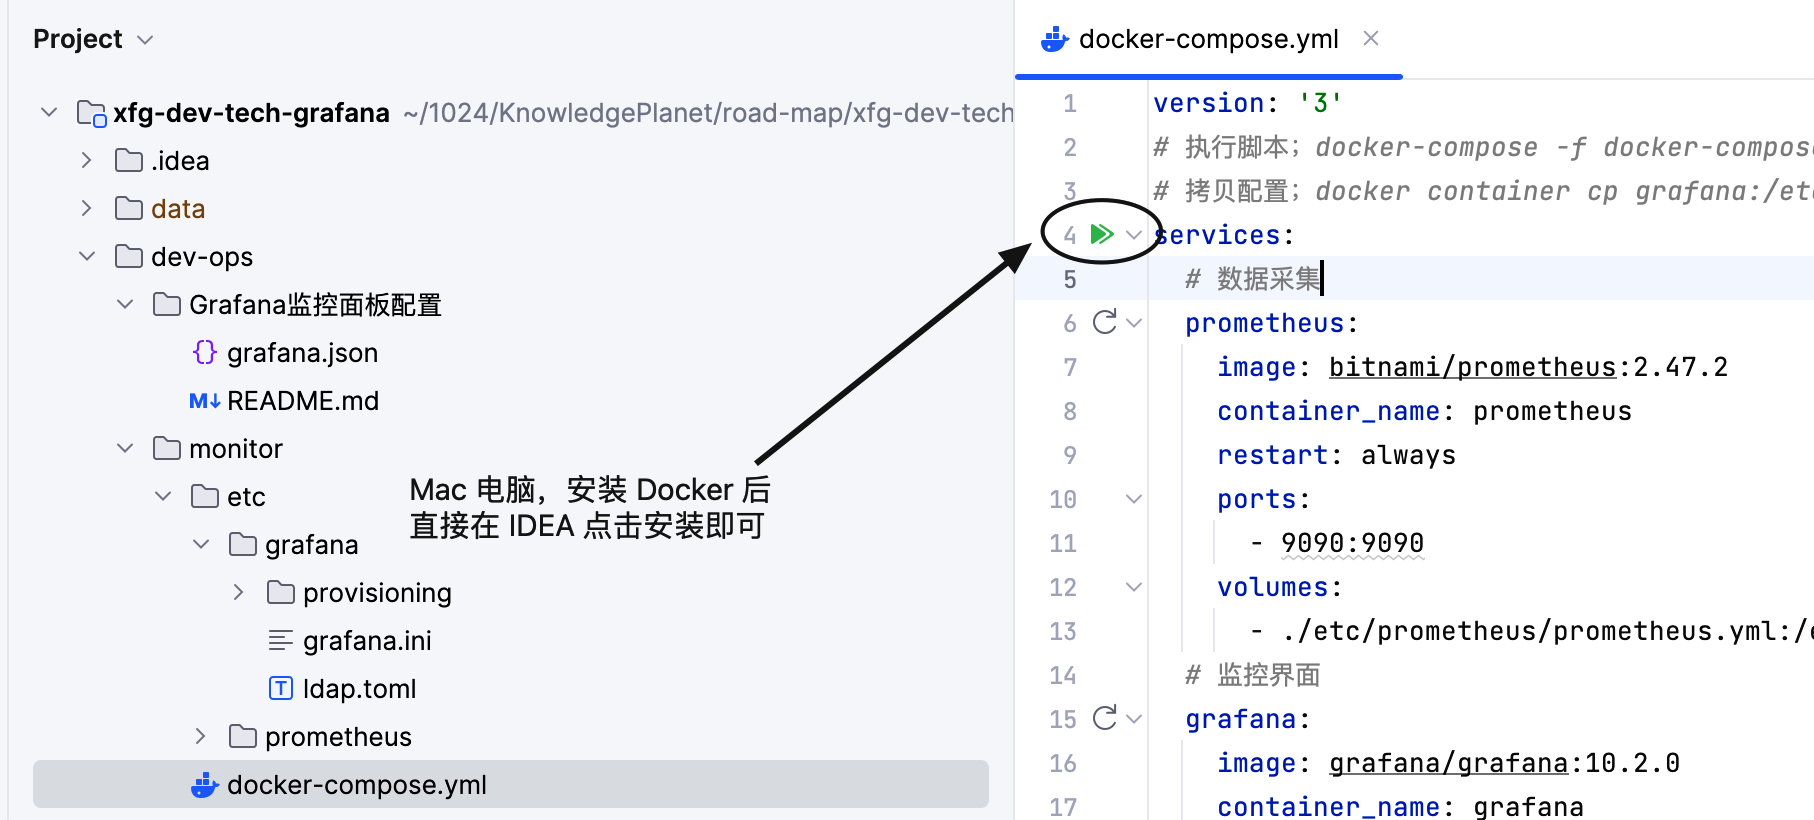 Project
xfg-dev-tech-grafana ~/1024/KnowledgePlanet/road-map/xfg-dev-tech
.idea
data
dev-ops
Grafana监控面板配置
{} grafana.json
M↓ README.md
monitor
etc
grafana
provisioning
grafana.ini
T ldap.toml
prometheus
docker-compose.yml
Mac 电脑，安装 Docker 后
直接在 IDEA 点击安装即可
docker-compose.yml ×
1 version: '3'
2 # 执行脚本；docker-compose -f docker-compos
3 # 拷贝配置；docker container cp grafana:/et
4 services:
5 # 数据采集
6 prometheus:
7 image: bitnami/prometheus:2.47.2
8 container_name: prometheus
9 restart: always
10 ports:
11 - 9090:9090
12 volumes:
13 - ./etc/prometheus/prometheus.yml:/
14 # 监控界面
15 grafana:
16 image: grafana/grafana:10.2.0
17 container_name: grafana